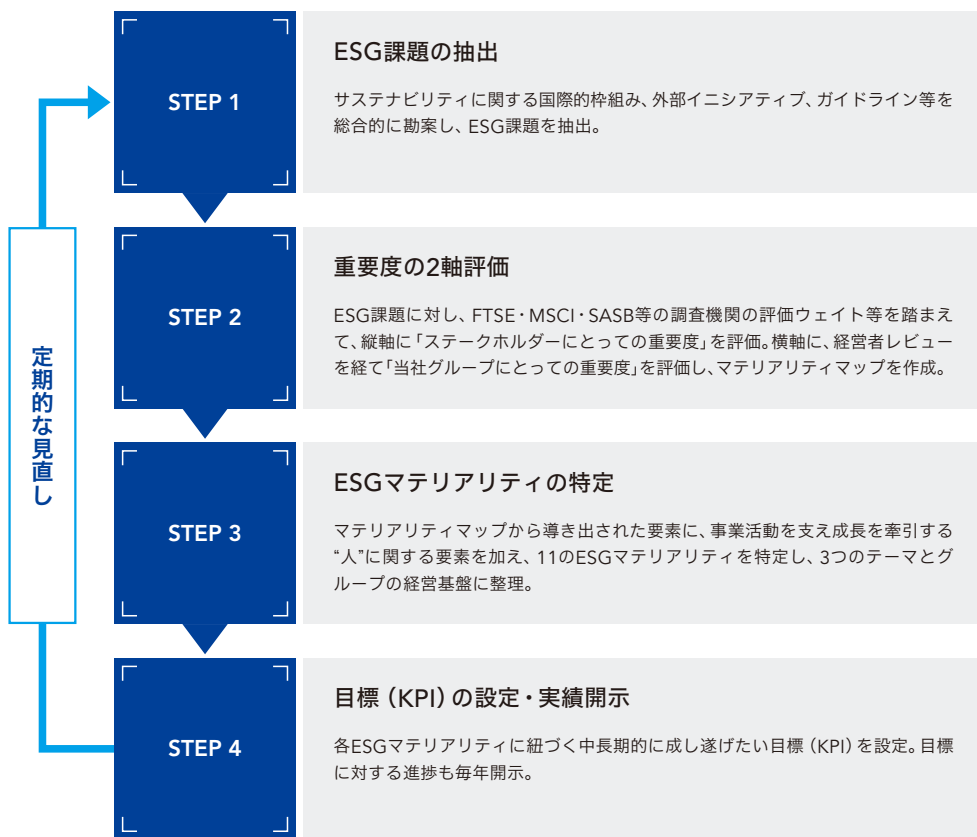 STEP 1
ESG課題の抽出
サステナビリティに関する国際的枠組み、外部イニシアティブ、ガイドライン等を
総合的に勘案し、ESG課題を抽出。
STEP 2
重要度の2軸評価
ESG課題に対し、FTSE・MSCI・SASB等の調査機関の評価ウェイト等を踏まえ
て、縦軸に「ステークホルダーにとっての重要度」を評価。横軸に、経営者レビュー
を経て「当社グループにとっての重要度」を評価し、マテリアリティマップを作成。
STEP 3
ESGマテリアリティの特定
マテリアリティマップから導き出された要素に、事業活動を支え成長を牽引する
“人”に関する要素を加え、11のESGマテリアリティを特定し、3つのテーマとグ
ループの経営基盤に整理。
STEP 4
目標（KPI）の設定・実績開示
各ESGマテリアリティに紐づく中長期的に成し遂げたい目標（KPI）を設定。目標
に対する進捗も毎年開示。
定期的な見直し